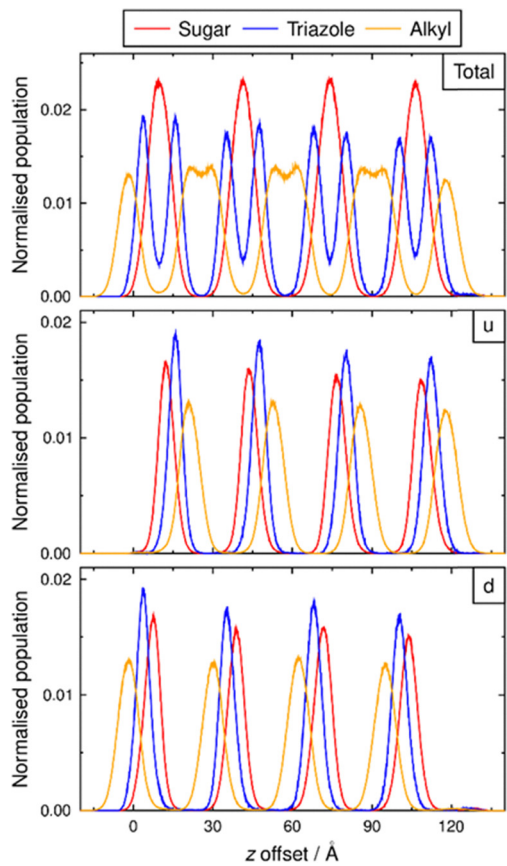 Sugar Triazole Alkyl
Total
Normalised population
0.02
0.01
0.00
u
Normalised population
0.02
0.01
0.00
d
Normalised population
0.02
0.01
0.00
0 30 60 90 120
z offset / Å